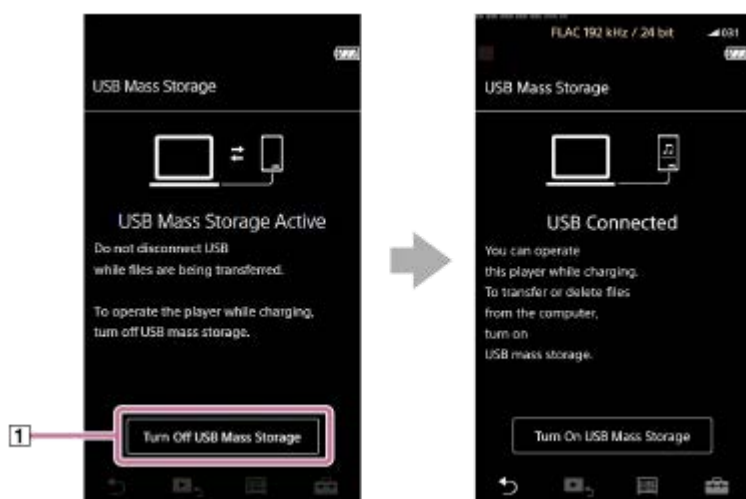 USB Mass Storage
USB Mass Storage Active
Do not disconnect USB
while files are being transferred.
To operate the player while charging,
turn off USB mass storage.
Turn Off USB Mass Storage
1
FLAC 192 kHz / 24 bit
031
USB Mass Storage
USB Connected
You can operate
this player while charging.
To transfer or delete files
from the computer,
turn on
USB mass storage.
Turn On USB Mass Storage